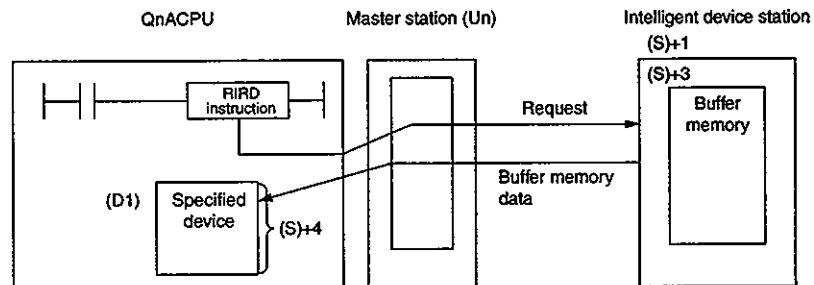 QnACPU
Master station (Un)
Intelligent device station
(S)+1
(S)+3
RIRD
instruction
Request
Buffer
memory
Buffer memory
data
(D1)
Specified
device
(S)+4